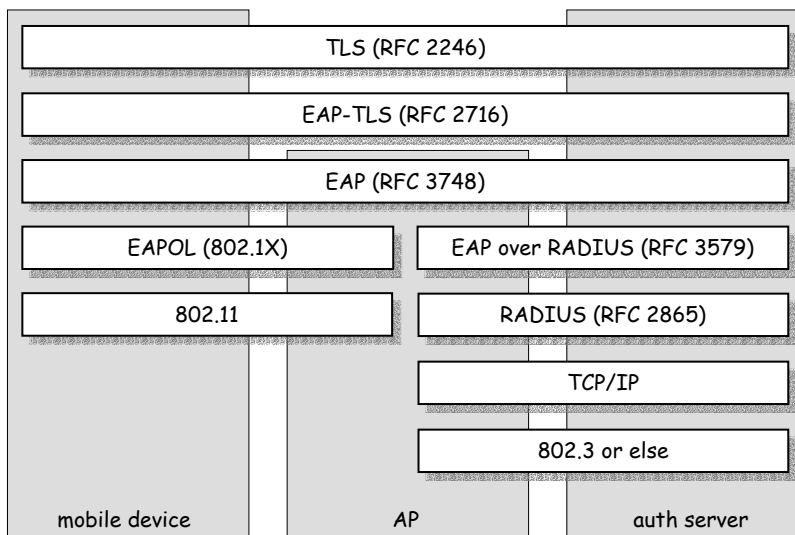 TLS (RFC 2246)
EAP-TLS (RFC 2716)
EAP (RFC 3748)
EAPOL (802.1X)
EAP over RADIUS (RFC 3579)
802.11
RADIUS (RFC 2865)
TCP/IP
802.3 or else
mobile device
AP
auth server